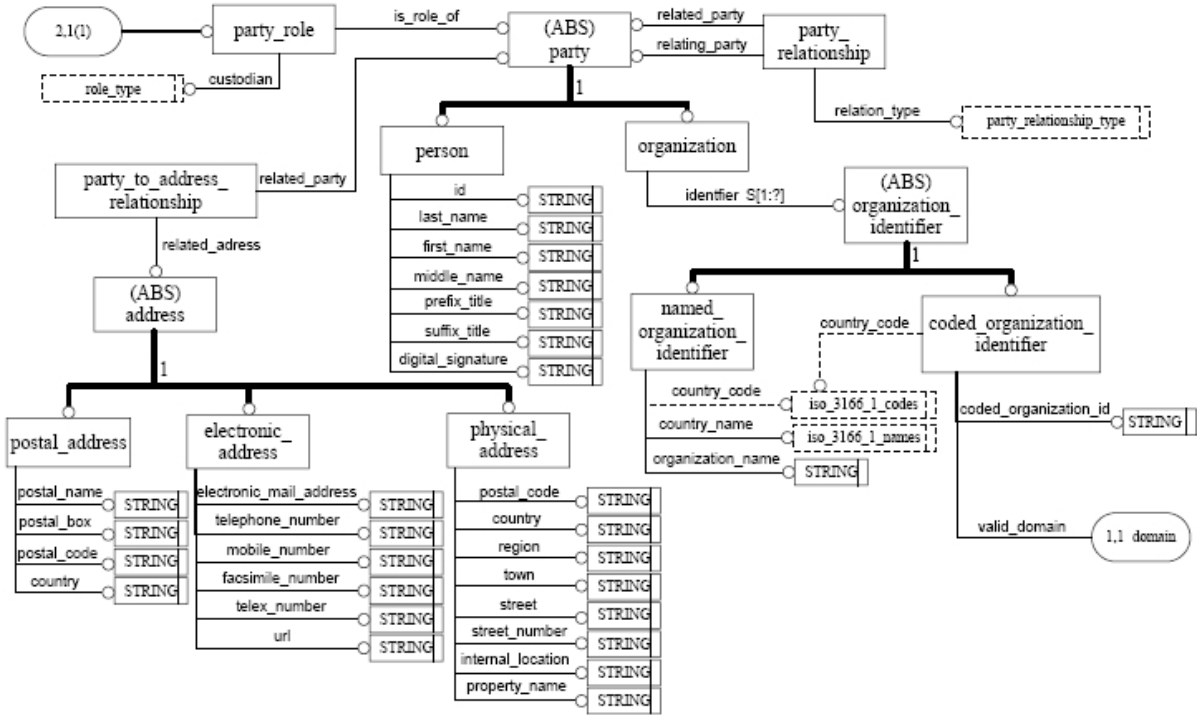 2,1(1)
party_role
is_role_of
(ABS)
party
related_party
relating_party
party_
relationship
role_type
custodian
1
relation_type
party_relationship_type
person
organization
party_to_address_
relationship
related_party
identfier S[1:?]
(ABS)
organization_
identifier
id
STRING
last_name
STRING
first_name
STRING
middle_name
STRING
prefix_title
STRING
suffix_title
STRING
digital_signature
STRING
related_adress
(ABS)
address
1
1
named_
organization_
identifier
country_code
coded_organization_
identifier
country_code
iso_3166_1_codes
country_name
iso_3166_1_names
organization_name
STRING
coded_organization_id
STRING
valid_domain
1,1 domain
postal_address
electronic_
address
physical_
address
postal_name
STRING
postal_box
STRING
postal_code
STRING
country
STRING
electronic_mail_address
STRING
telephone_number
STRING
mobile_number
STRING
facsimile_number
STRING
telex_number
STRING
url
STRING
postal_code
STRING
country
STRING
region
STRING
town
STRING
street
STRING
street_number
STRING
internal_location
STRING
property_name
STRING